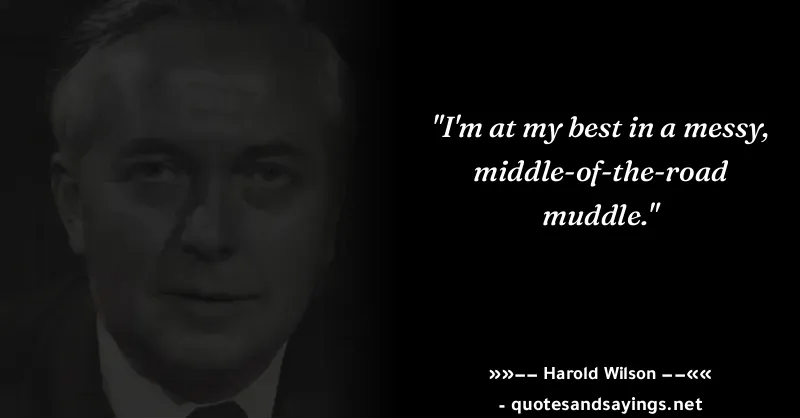 "I'm at my best in a messy,
middle-of-the-road
muddle."
»»−− Harold Wilson −−««
- quotesandsayings.net